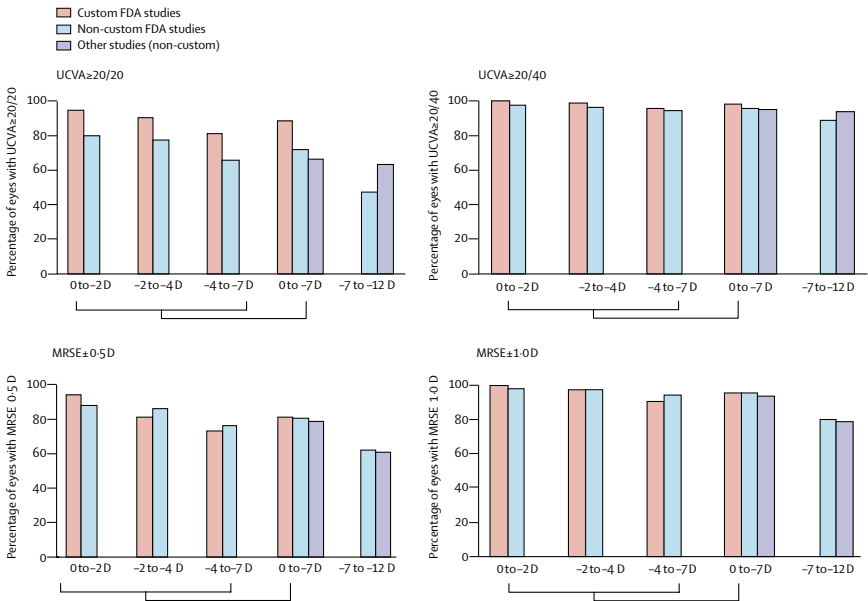 Custom FDA studies
Non-custom FDA studies
Other studies (non-custom)
UCVA≥20/20
Percentage of eyes with UCVA≥20/20
100
80
60
40
20
0
0 to –2 D
–2 to –4 D
–4 to –7 D
0 to –7 D
–7 to –12 D
UCVA≥20/40
Percentage of eyes with UCVA≥20/40
100
80
60
40
20
0
0 to –2 D
–2 to –4 D
–4 to –7 D
0 to –7 D
–7 to –12 D
MRSE±0·5 D
Percentage of eyes with MRSE 0·5 D
100
80
60
40
20
0
0 to –2 D
–2 to –4 D
–4 to –7 D
0 to –7 D
–7 to –12 D
MRSE±1·0 D
Percentage of eyes with MRSE 1·0 D
100
80
60
40
20
0
0 to –2 D
–2 to –4 D
–4 to –7 D
0 to –7 D
–7 to –12 D